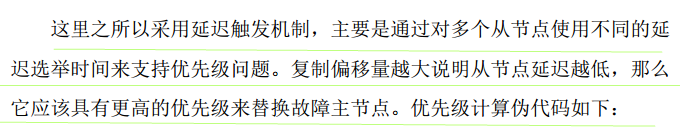 这里之所以采用延迟触发机制，主要是通过对多个从节点使用不同的延
迟选举时间来支持优先级问题。复制偏移量越大说明从节点延迟越低，那么
它应该具有更高的优先级来替换故障主节点。优先级计算伪代码如下：